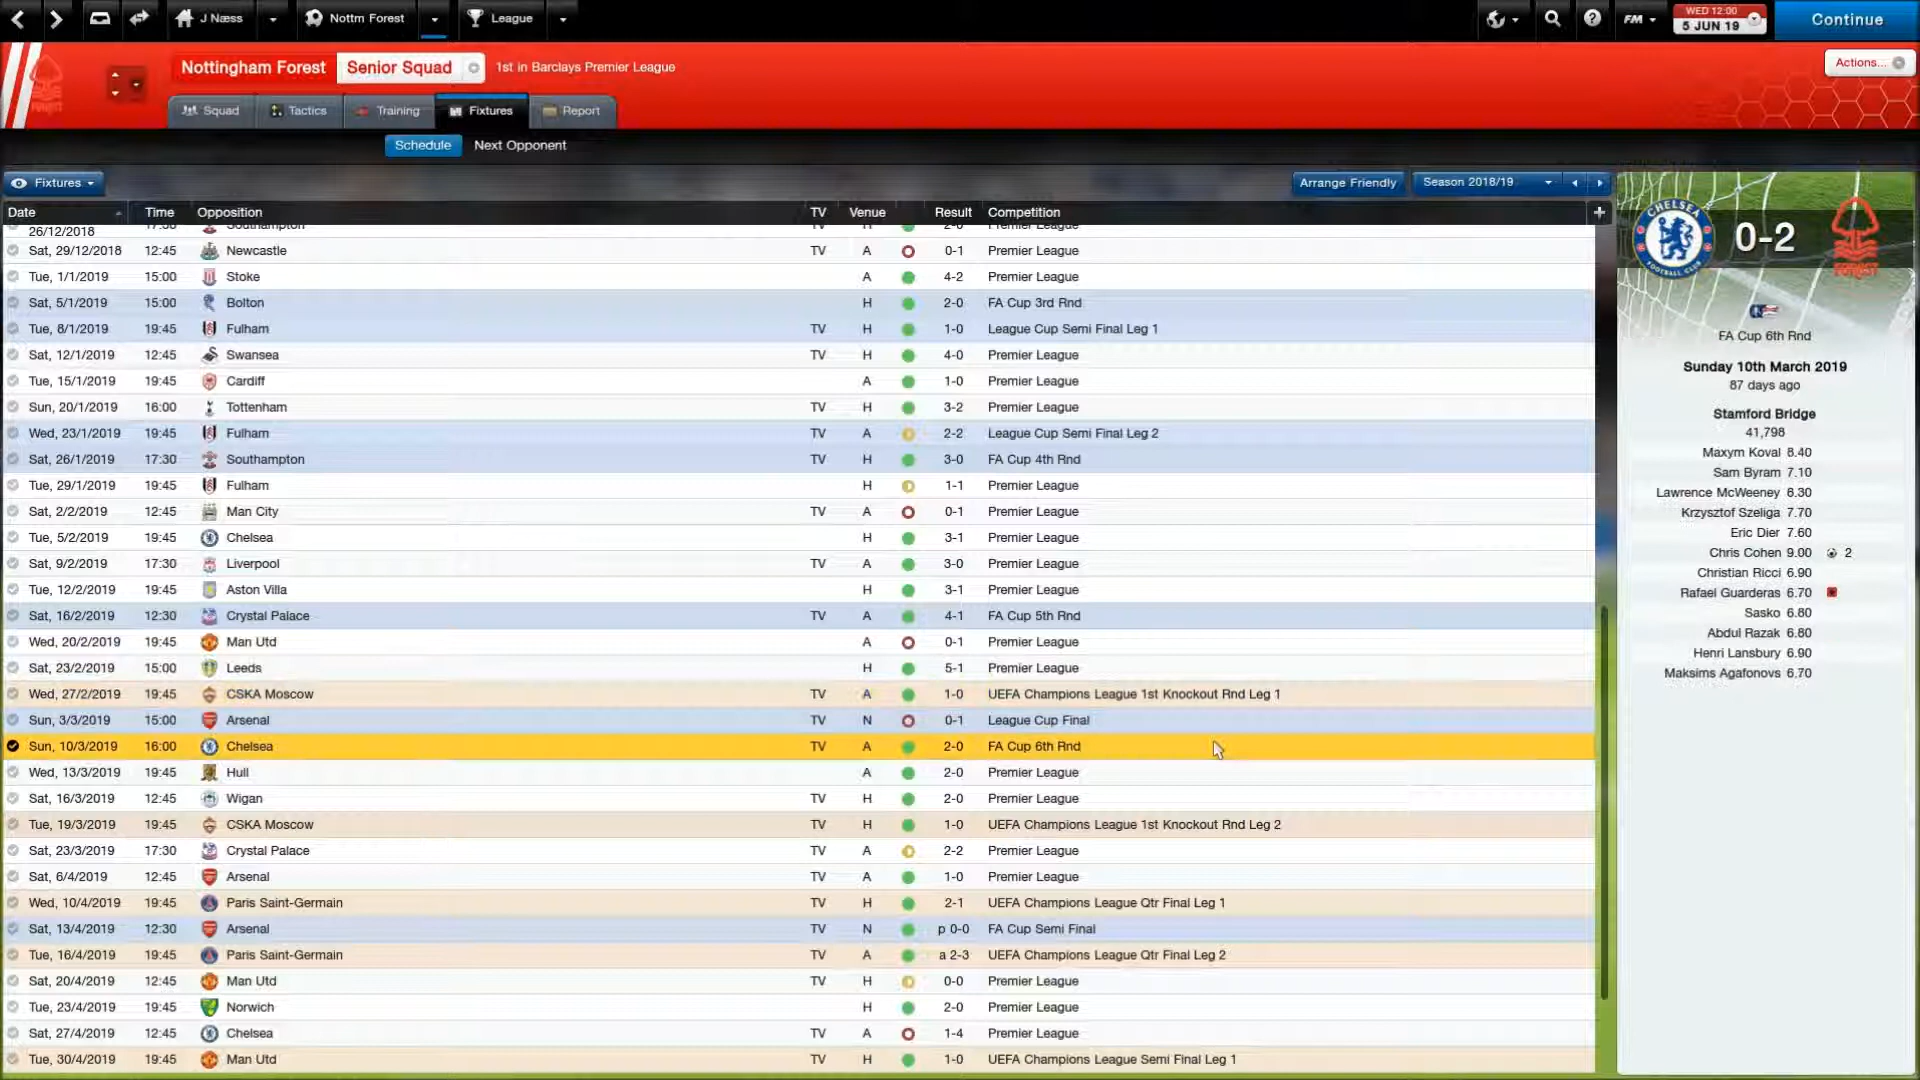 J Næss Nottm Forest League FM WED 12:00 5 JUN 19 Continue
Nottingham Forest Senior Squad 1st in Barclays Premier League Actions...
Squad Tactics Training Fixtures Report
Schedule Next Opponent
Fixtures Arrange Friendly Season 2018/19
Date Time Opposition TV Venue Result Competition
26/12/2018 17:30 Southampton TV H 2-0 Premier League
Sat, 29/12/2018 12:45 Newcastle TV A 0-1 Premier League
Tue, 1/1/2019 15:00 Stoke A 4-2 Premier League
Sat, 5/1/2019 15:00 Bolton H 2-0 FA Cup 3rd Rnd
Tue, 8/1/2019 19:45 Fulham TV H 1-0 League Cup Semi Final Leg 1
Sat, 12/1/2019 12:45 Swansea TV H 4-0 Premier League
Tue, 15/1/2019 19:45 Cardiff A 1-0 Premier League
Sun, 20/1/2019 16:00 Tottenham TV H 3-2 Premier League
Wed, 23/1/2019 19:45 Fulham TV A 2-2 League Cup Semi Final Leg 2
Sat, 26/1/2019 17:30 Southampton TV H 3-0 FA Cup 4th Rnd
Tue, 29/1/2019 19:45 Fulham H 1-1 Premier League
Sat, 2/2/2019 12:45 Man City TV A 0-1 Premier League
Tue, 5/2/2019 19:45 Chelsea H 3-1 Premier League
Sat, 9/2/2019 17:30 Liverpool TV A 3-0 Premier League
Tue, 12/2/2019 19:45 Aston Villa H 3-1 Premier League
Sat, 16/2/2019 12:30 Crystal Palace TV A 4-1 FA Cup 5th Rnd
Wed, 20/2/2019 19:45 Man Utd A 0-1 Premier League
Sat, 23/2/2019 15:00 Leeds H 5-1 Premier League
Wed, 27/2/2019 19:45 CSKA Moscow TV A 1-0 UEFA Champions League 1st Knockout Rnd Leg 1
Sun, 3/3/2019 15:00 Arsenal TV N 0-1 League Cup Final
Sun, 10/3/2019 16:00 Chelsea TV A 2-0 FA Cup 6th Rnd
Wed, 13/3/2019 19:45 Hull A 2-0 Premier League
Sat, 16/3/2019 12:45 Wigan TV H 2-0 Premier League
Tue, 19/3/2019 19:45 CSKA Moscow TV H 1-0 UEFA Champions League 1st Knockout Rnd Leg 2
Sat, 23/3/2019 17:30 Crystal Palace TV A 2-2 Premier League
Sat, 6/4/2019 12:45 Arsenal TV A 1-0 Premier League
Wed, 10/4/2019 19:45 Paris Saint-Germain TV H 2-1 UEFA Champions League Qtr Final Leg 1
Sat, 13/4/2019 12:30 Arsenal TV N p 0-0 FA Cup Semi Final
Tue, 16/4/2019 19:45 Paris Saint-Germain TV A a 2-3 UEFA Champions League Qtr Final Leg 2
Sat, 20/4/2019 12:45 Man Utd TV H 0-0 Premier League
Tue, 23/4/2019 19:45 Norwich H 2-0 Premier League
Sat, 27/4/2019 12:45 Chelsea TV A 1-4 Premier League
Tue, 30/4/2019 19:45 Man Utd TV H 1-0 UEFA Champions League Semi Final Leg 1
CHELSEA FOOTBALL CLUB 0-2 FOREST
FA Cup 6th Rnd
Sunday 10th March 2019
87 days ago
Stamford Bridge
41,798
Maxym Koval 8.40
Sam Byram 7.10
Lawrence McWeeney 6.30
Krzysztof Szeliga 7.70
Eric Dier 7.60
Chris Cohen 9.00 2
Christian Ricci 6.90
Rafael Guarderas 6.70
Sasko 6.80
Abdul Razak 6.80
Henri Lansbury 6.90
Maksims Agafonovs 6.70